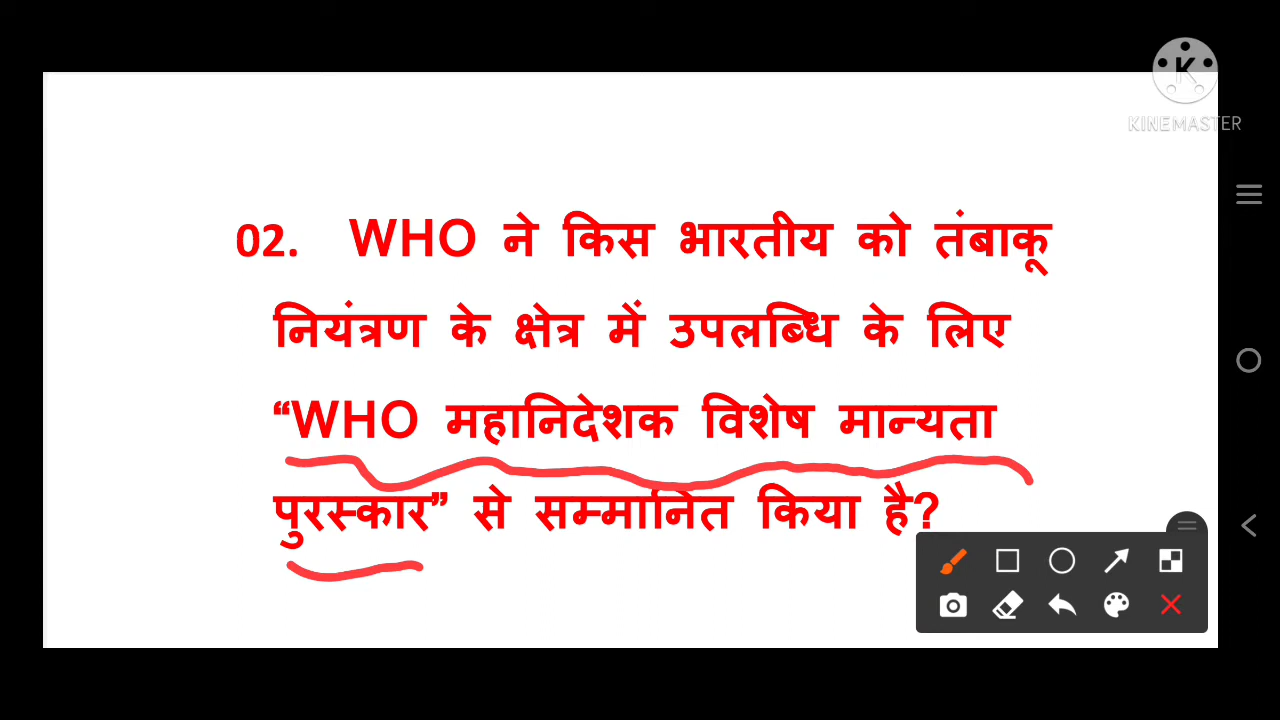 KINEMASTER
02. WHO ने किस भारतीय को तंबाकू
नियंत्रण के क्षेत्र में उपलब्धि के लिए
“WHO महानिदेशक विशेष मान्यता
पुरस्कार” से सम्मानित किया है?